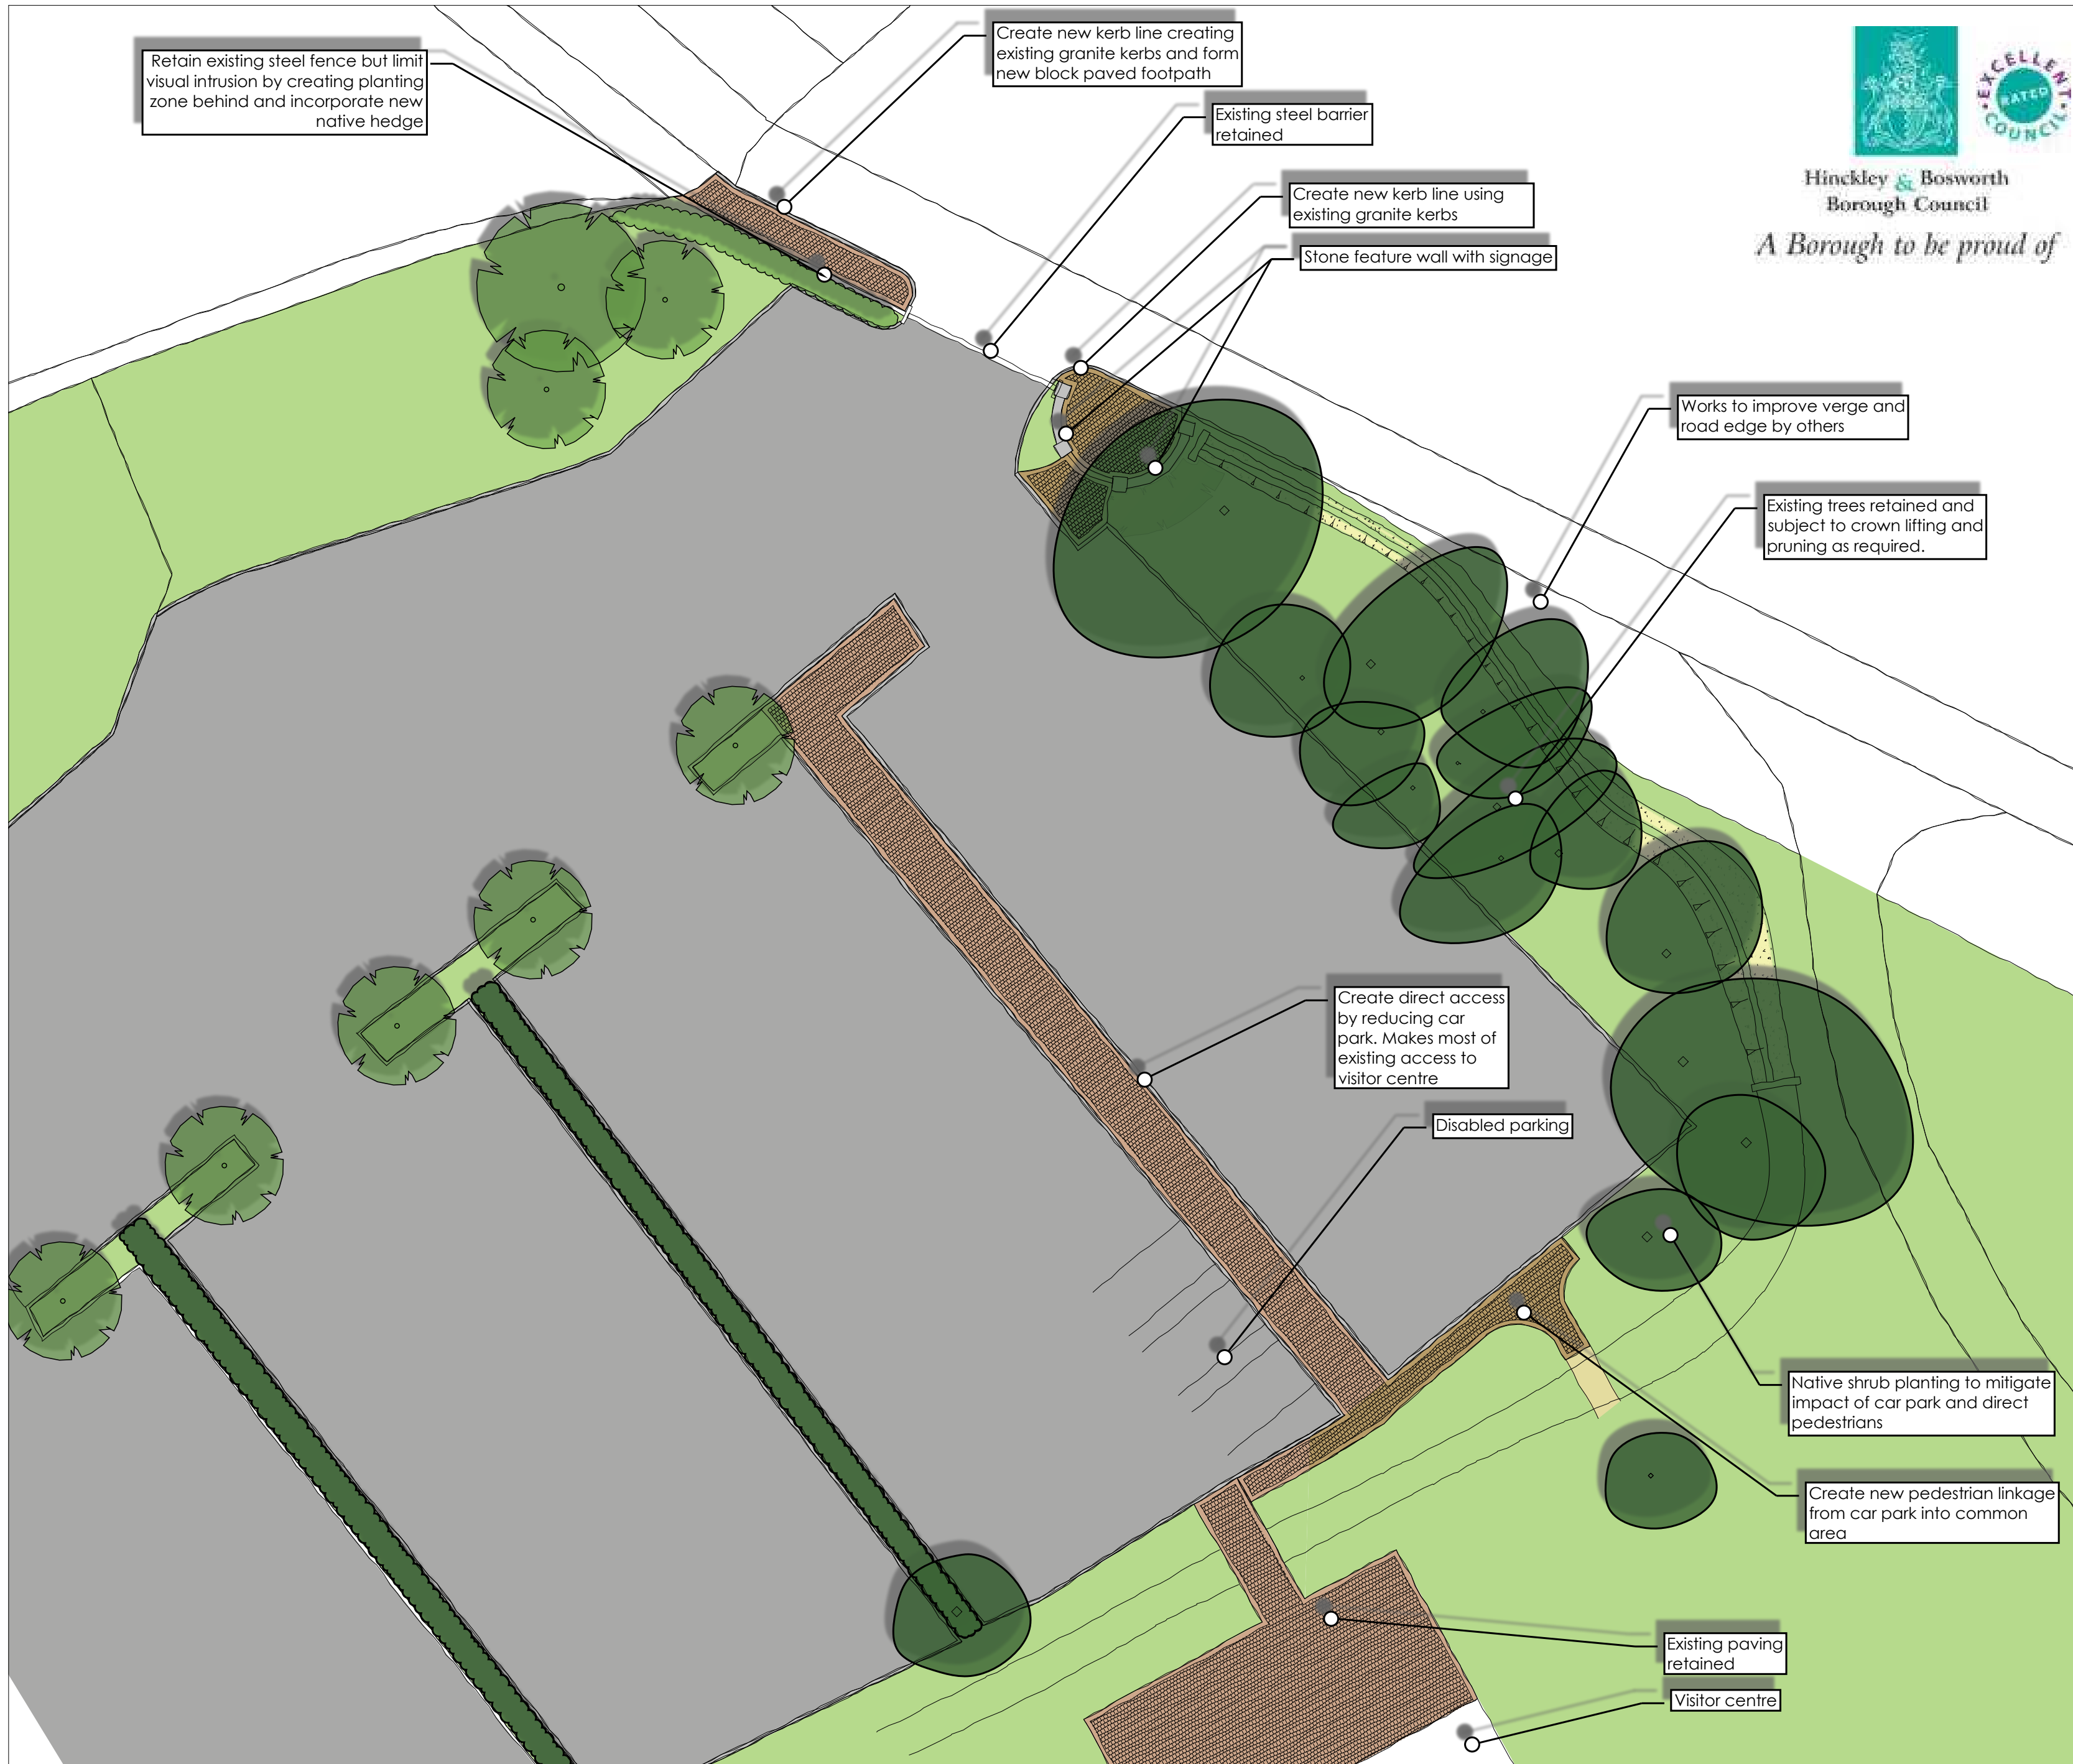 Retain existing steel fence but limit
visual intrusion by creating planting
zone behind and incorporate new
native hedge
Create new kerb line creating
existing granite kerbs and form
new block paved footpath
Existing steel barrier
retained
Create new kerb line using
existing granite kerbs
Stone feature wall with signage
EXCELLENT
RATED
COUNCIL
Hinckley & Bosworth
Borough Council
A Borough to be proud of
Works to improve verge and
road edge by others
Existing trees retained and
subject to crown lifting and
pruning as required.
Create direct access
by reducing car
park. Makes most of
existing access to
visitor centre
Disabled parking
Native shrub planting to mitigate
impact of car park and direct
pedestrians
Create new pedestrian linkage
from car park into common
area
Existing paving
retained
Visitor centre